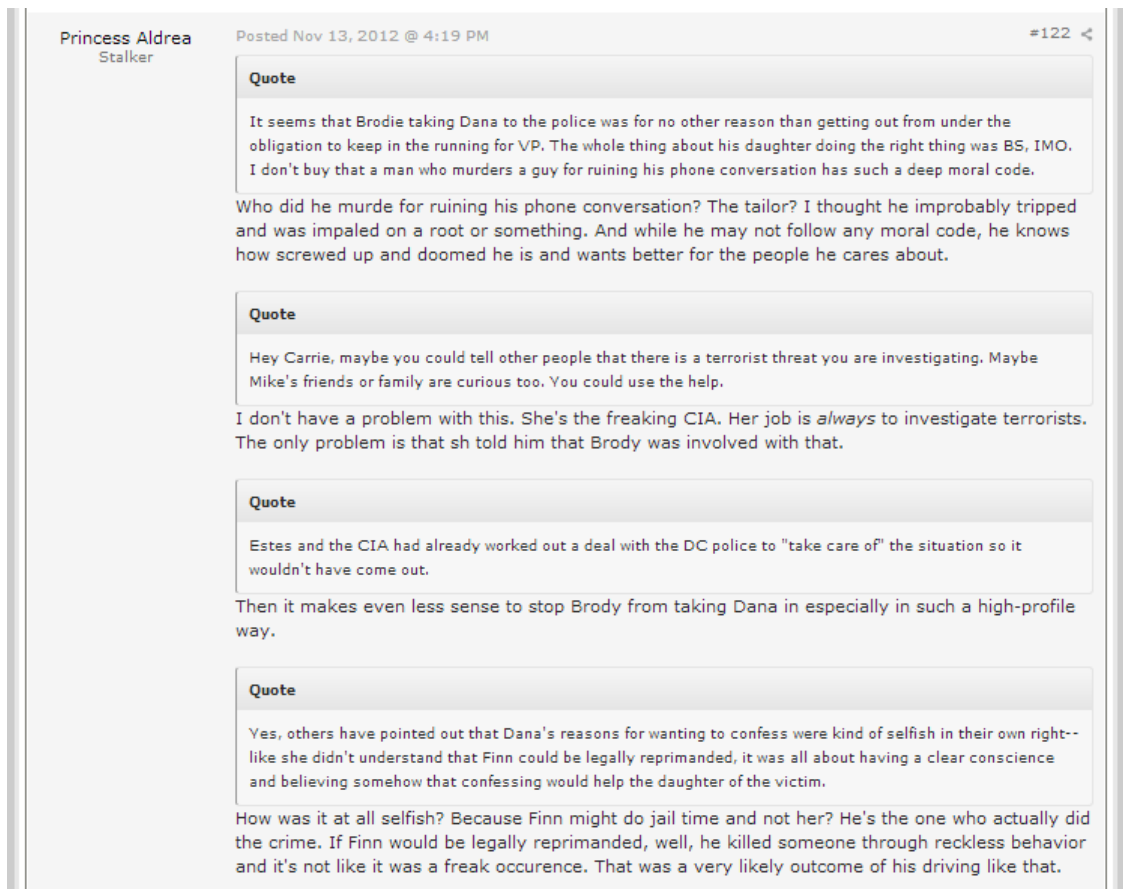 Princess Aldrea
Stalker
Posted Nov 13, 2012 @ 4:19 PM
#122
Quote
It seems that Brodie taking Dana to the police was for no other reason than getting out from under the
obligation to keep in the running for VP. The whole thing about his daughter doing the right thing was BS, IMO.
I don't buy that a man who murders a guy for ruining his phone conversation has such a deep moral code.
Who did he murde for ruining his phone conversation? The tailor? I thought he improbably tripped
and was impaled on a root or something. And while he may not follow any moral code, he knows
how screwed up and doomed he is and wants better for the people he cares about.
Quote
Hey Carrie, maybe you could tell other people that there is a terrorist threat you are investigating. Maybe
Mike's friends or family are curious too. You could use the help.
I don't have a problem with this. She's the freaking CIA. Her job is always to investigate terrorists.
The only problem is that sh told him that Brody was involved with that.
Quote
Estes and the CIA had already worked out a deal with the DC police to "take care of" the situation so it
wouldn't have come out.
Then it makes even less sense to stop Brody from taking Dana in especially in such a high-profile
way.
Quote
Yes, others have pointed out that Dana's reasons for wanting to confess were kind of selfish in their own right--
like she didn't understand that Finn could be legally reprimanded, it was all about having a clear conscience
and believing somehow that confessing would help the daughter of the victim.
How was it at all selfish? Because Finn might do jail time and not her? He's the one who actually did
the crime. If Finn would be legally reprimanded, well, he killed someone through reckless behavior
and it's not like it was a freak occurence. That was a very likely outcome of his driving like that.